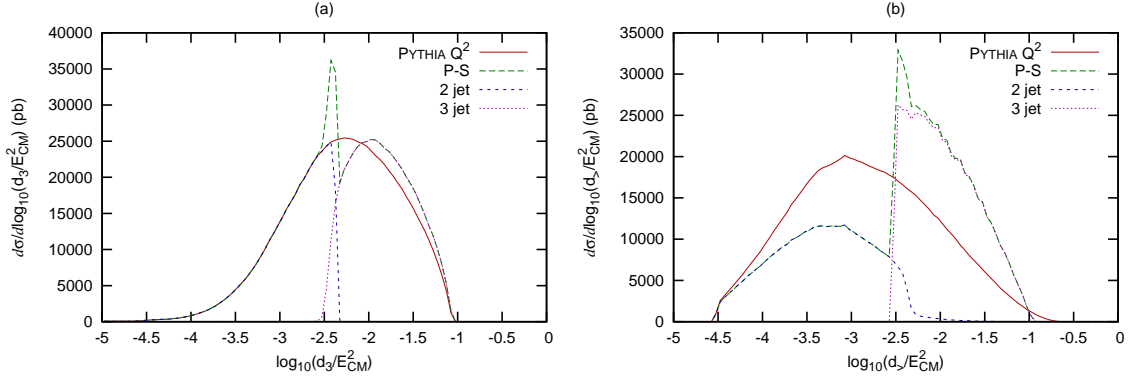 (a)
40000
35000
30000
25000
20000
15000
10000
5000
0
-5 -4.5 -4 -3.5 -3 -2.5 -2 -1.5 -1 -0.5 0
dσ/dlog₁₀(d₃/E²CM) (pb)
log₁₀(d₃/E²CM)
PYTHIA Q²
P-S
2 jet
3 jet
(b)
35000
30000
25000
20000
15000
10000
5000
0
-5 -4.5 -4 -3.5 -3 -2.5 -2 -1.5 -1 -0.5 0
dσ/dlog₁₀(d>/E²CM) (pb)
log₁₀(d>/E²CM)
PYTHIA Q²
P-S
2 jet
3 jet